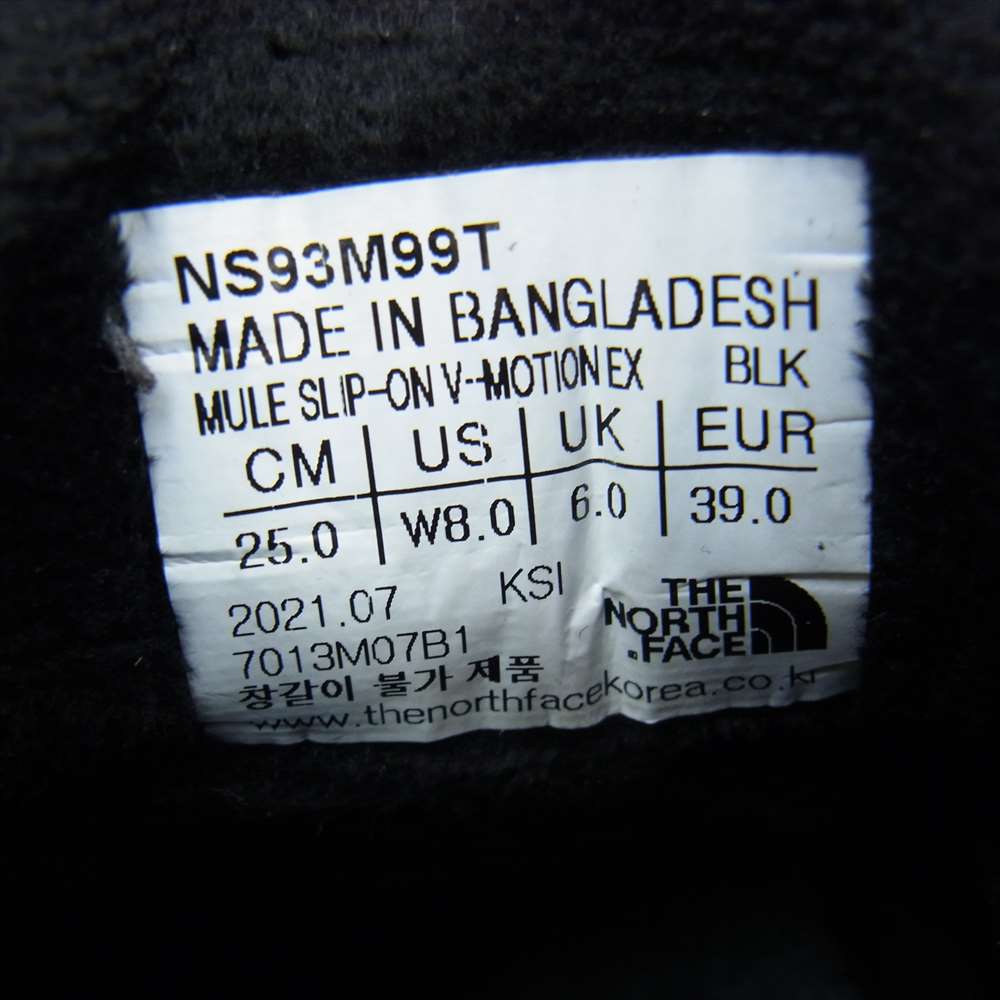 NS93M99T
MADE IN BANGLADESH
MULE SLIP-ON V-MOTION EX BLK
CM US UK EUR
25.0 W8.0 6.0 39.0
2021.07 KSI
7013M07B1
창갈이 불가 제품
www.thenorthfacekorea.co.kr
THE
NORTH
FACE